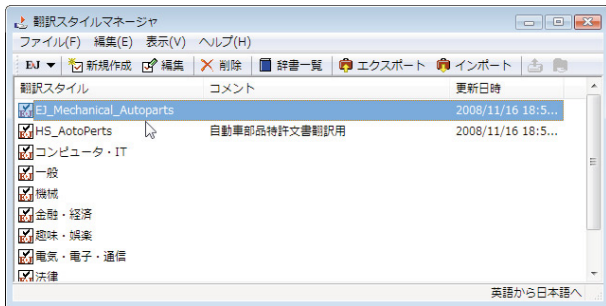 翻訳スタイルマネージャ
ファイル(F) 編集(E) 表示(V) ヘルプ(H)
EJ 新規作成 編集 削除 辞書一覧 エクスポート インポート
翻訳スタイル コメント 更新日時
EJ_Mechanical_Autoparts 2008/11/16 18:5...
HS_AotoPerts 自動車部品特許文書翻訳用 2008/11/16 18:5...
コンピュータ・IT
一般
機械
金融・経済
趣味・娯楽
電気・電子・通信
法律
英語から日本語へ